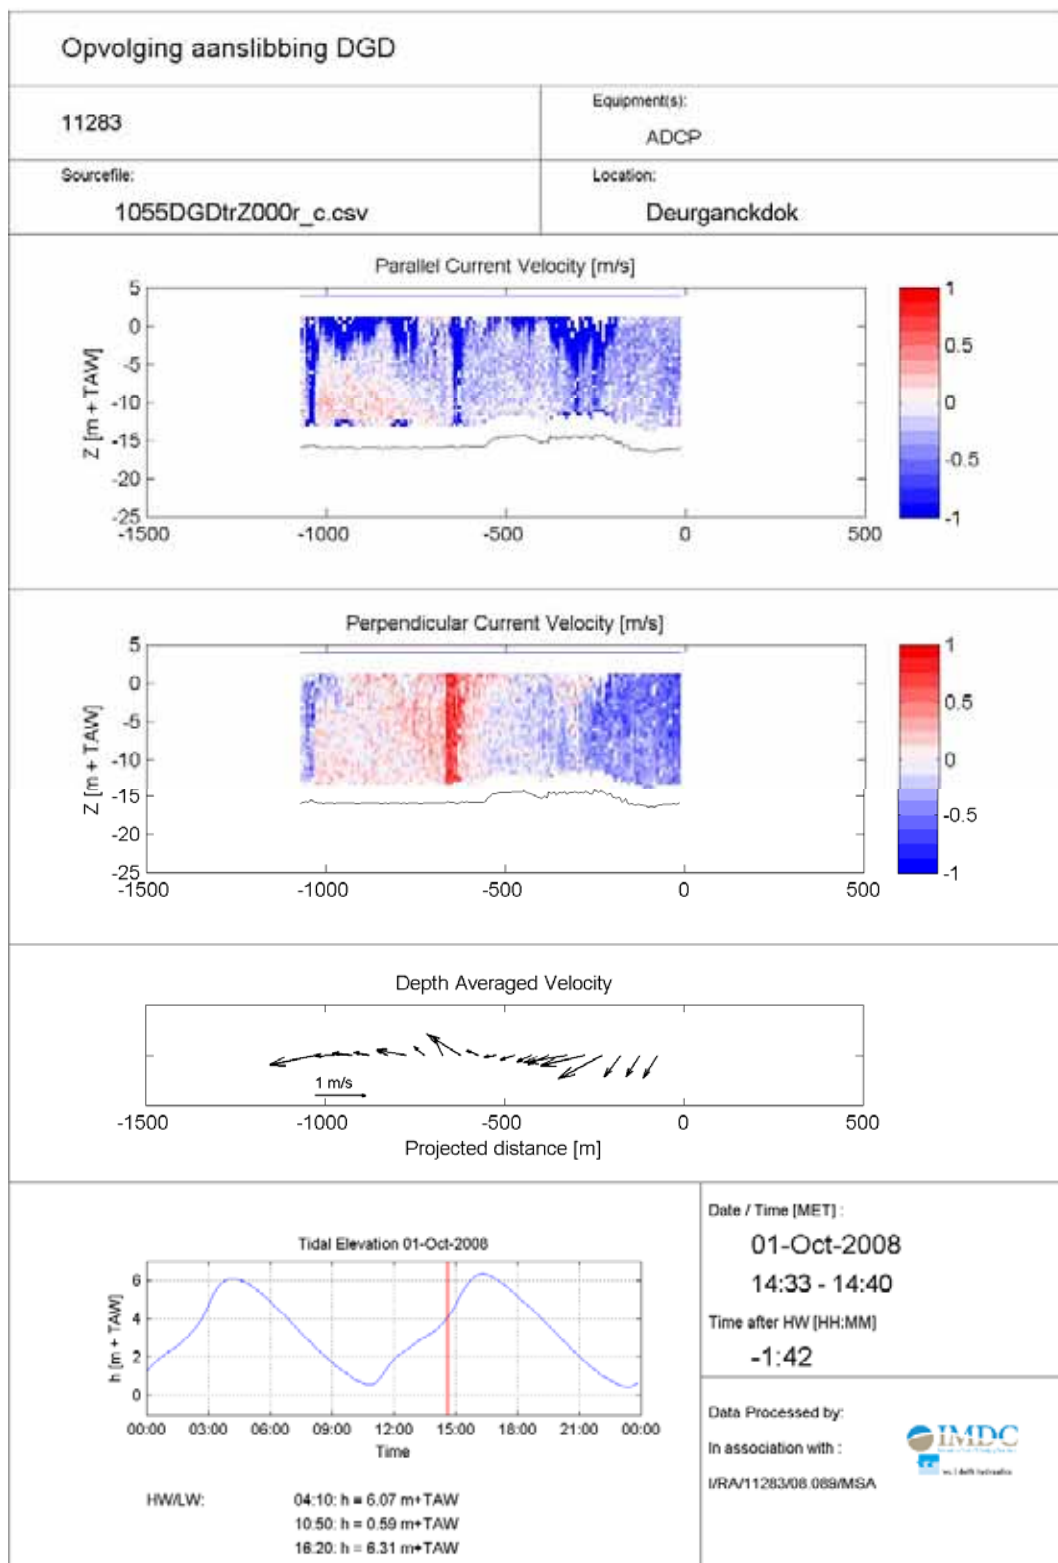 Opvolging aanslibbing DGD
11283
Equipment(s):
ADCP
Sourcefile:
1055DGDtrZ000r_c.csv
Location:
Deurganckdok
Parallel Current Velocity [m/s]
5
0
-5
-10
-15
-20
-25
Z [m + TAW]
-1500
-1000
-500
0
500
1
0.5
0
-0.5
-1
Perpendicular Current Velocity [m/s]
5
0
-5
-10
-15
-20
-25
Z [m + TAW]
-1500
-1000
-500
0
500
1
0.5
0
-0.5
-1
Depth Averaged Velocity
1 m/s
-1500
-1000
-500
0
500
Projected distance [m]
Tidal Elevation 01-Oct-2008
6
4
2
0
h [m + TAW]
00:00
03:00
06:00
09:00
12:00
15:00
18:00
21:00
00:00
Time
HW/LW:
04:10: h = 6.07 m+TAW
10:50: h = 0.59 m+TAW
16:20: h = 6.31 m+TAW
Date / Time [MET] :
01-Oct-2008
14:33 - 14:40
Time after HW [HH:MM]
-1:42
Data Processed by:
IMDC
In association with :
wl | delft hydraulics
I/RA/11283/08.089/MSA